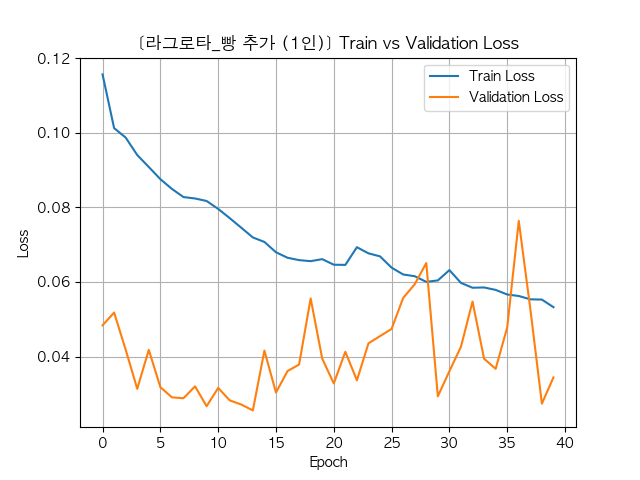 [라그로타_빵 추가 (1인)] Train vs Validation Loss
Train Loss
Validation Loss
0.12
0.10
0.08
0.06
0.04
Loss
0 5 10 15 20 25 30 35 40
Epoch